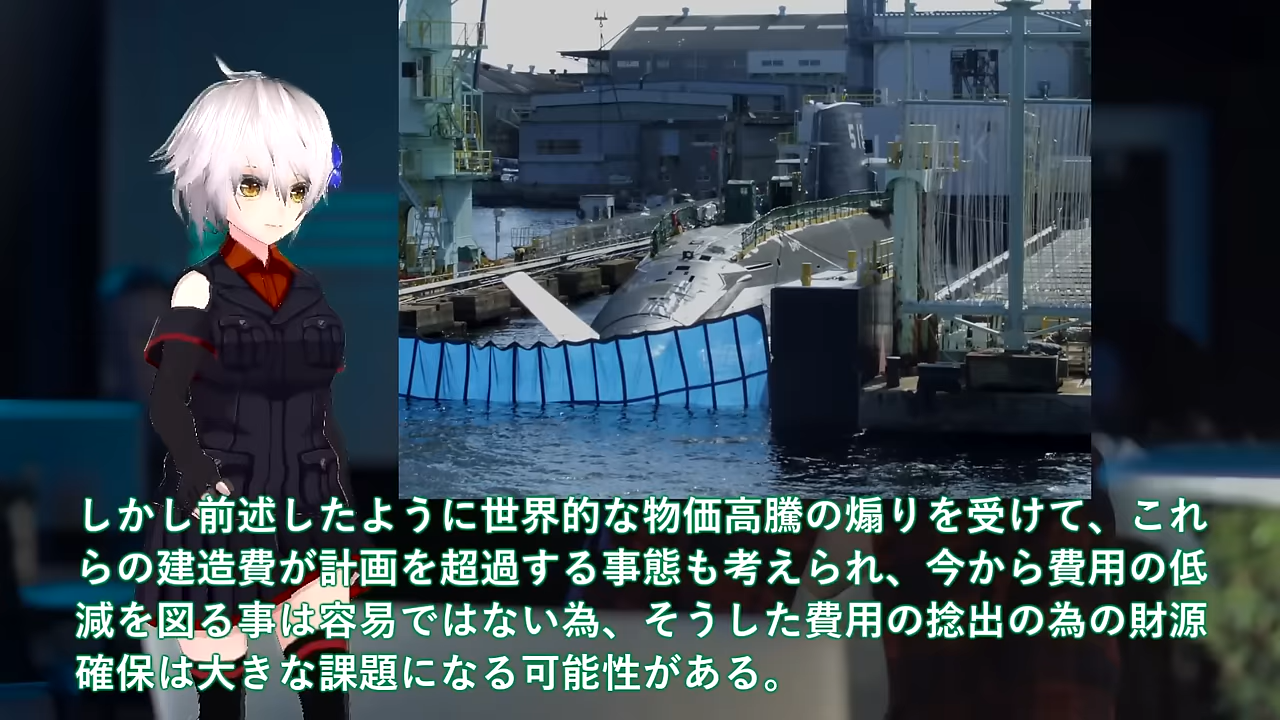 しかし前述したように世界的な物価高騰の煽りを受けて、これ
らの建造費が計画を超過する事態も考えられ、今から費用の低
減を図る事は容易ではない為、そうした費用の捻出の為の財源
確保は大きな課題になる可能性がある。